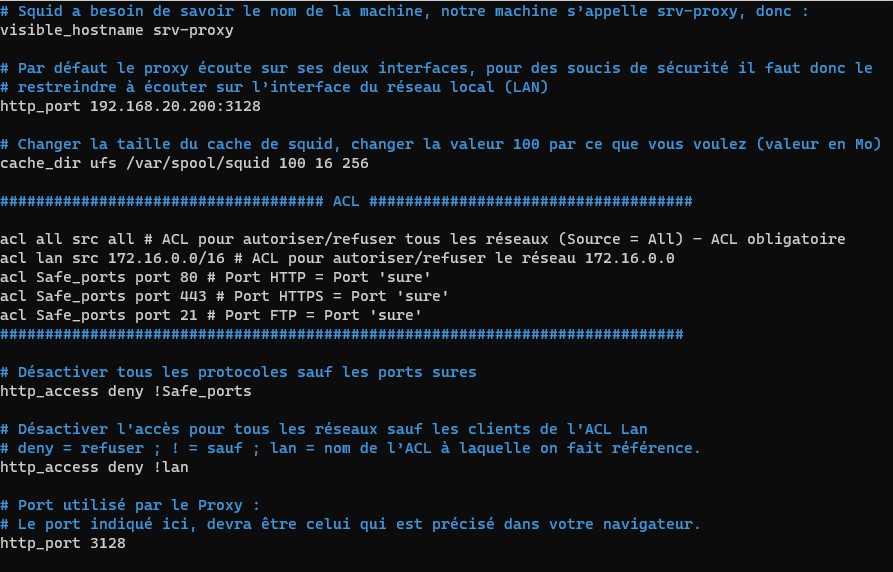 # Squid a besoin de savoir le nom de la machine, notre machine s’appelle srv-proxy, donc :
visible_hostname srv-proxy
# Par défaut le proxy écoute sur ses deux interfaces, pour des soucis de sécurité il faut donc le
# restreindre à écouter sur l’interface du réseau local (LAN)
http_port 192.168.20.200:3128
# Changer la taille du cache de squid, changer la valeur 100 par ce que vous voulez (valeur en Mo)
cache_dir ufs /var/spool/squid 100 16 256
#################################### ACL ####################################
acl all src all # ACL pour autoriser/refuser tous les réseaux (Source = All) – ACL obligatoire
acl lan src 172.16.0.0/16 # ACL pour autoriser/refuser le réseau 172.16.0.0
acl Safe_ports port 80 # Port HTTP = Port 'sure'
acl Safe_ports port 443 # Port HTTPS = Port 'sure'
acl Safe_ports port 21 # Port FTP = Port 'sure'
############################################################################
# Désactiver tous les protocoles sauf les ports sures
http_access deny !Safe_ports
# Désactiver l'accès pour tous les réseaux sauf les clients de l'ACL Lan
# deny = refuser ; ! = sauf ; lan = nom de l’ACL à laquelle on fait référence.
http_access deny !lan
# Port utilisé par le Proxy :
# Le port indiqué ici, devra être celui qui est précisé dans votre navigateur.
http_port 3128